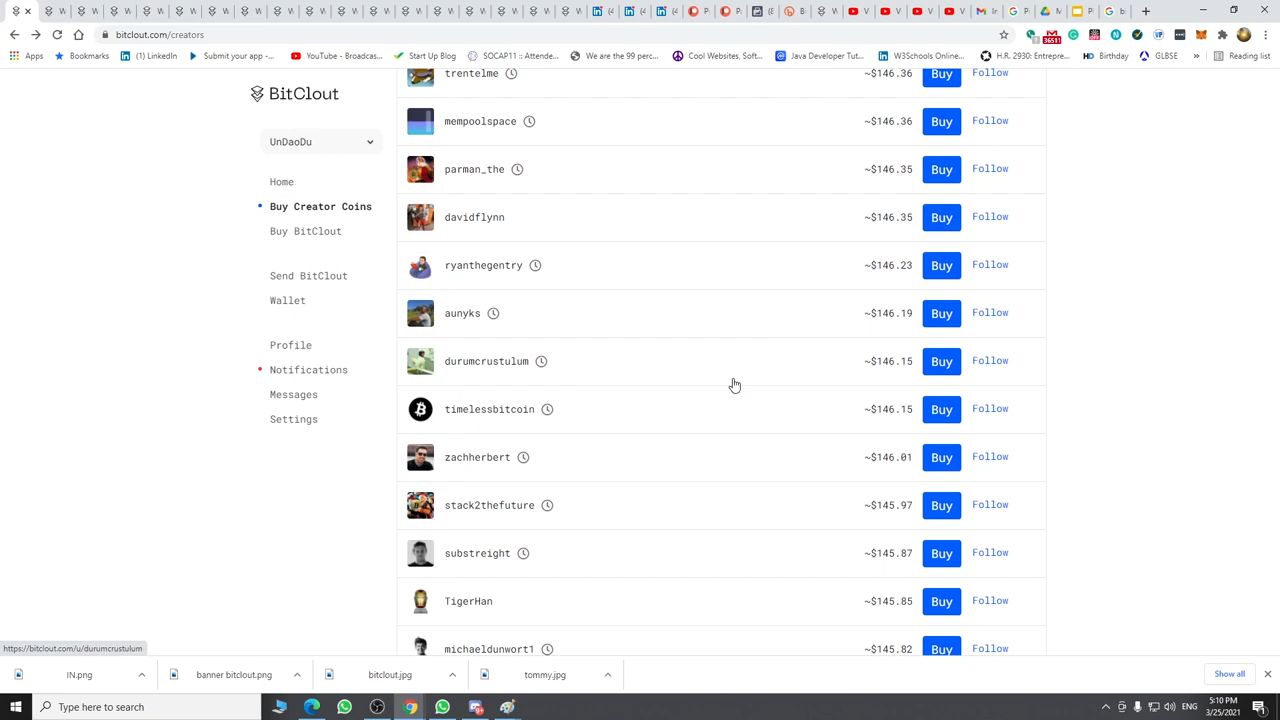 bitclout.com/creators
36511
Apps
Bookmarks
(1) LinkedIn
Submit your app -...
YouTube - Broadcas...
Start Up Blog
SOCAP11 :: Attende...
We are the 99 perc...
Cool Websites, Soft...
Java Developer Tut...
W3Schools Online...
H.R. 2930: Entrepre...
Birthday
GLBSE
»
Reading list
BitClout
UnDaoDu
Home
Buy Creator Coins
Buy BitClout
Send BitClout
Wallet
Profile
Notifications
Messages
Settings
trentelme ~$146.36 Buy Follow
mempoolspace ~$146.36 Buy Follow
parman_the ~$146.35 Buy Follow
davidflynn ~$146.35 Buy Follow
ryanthegentry ~$146.23 Buy Follow
aunyks ~$146.19 Buy Follow
durumcrustulum ~$146.15 Buy Follow
timelessbitcoin ~$146.15 Buy Follow
zachherbert ~$146.01 Buy Follow
stack2thefuture ~$145.97 Buy Follow
substreight ~$145.87 Buy Follow
TigerHan ~$145.85 Buy Follow
michaeldunwort1 ~$145.82 Buy Follow
https://bitclout.com/u/durumcrustulum
IN.png
banner bitclout.png
bitclout.jpg
tommy.jpg
Show all
Type here to search
5:10 PM
3/25/2021